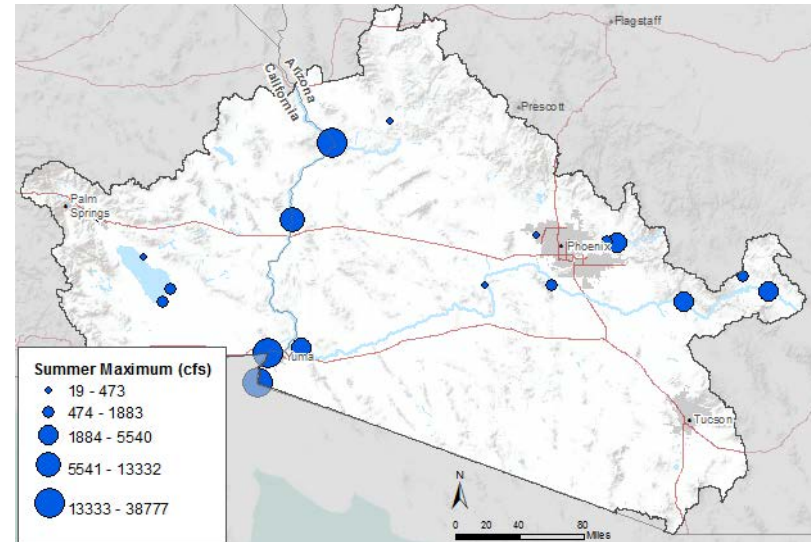 Flagstaff
Arizona
California
Prescott
Palm
Springs
Phoenix
Yuma
Tucson
Summer Maximum (cfs)
19 - 473
474 - 1883
1884 - 5540
5541 - 13332
13333 - 38777
N
0 20 40 80
Miles